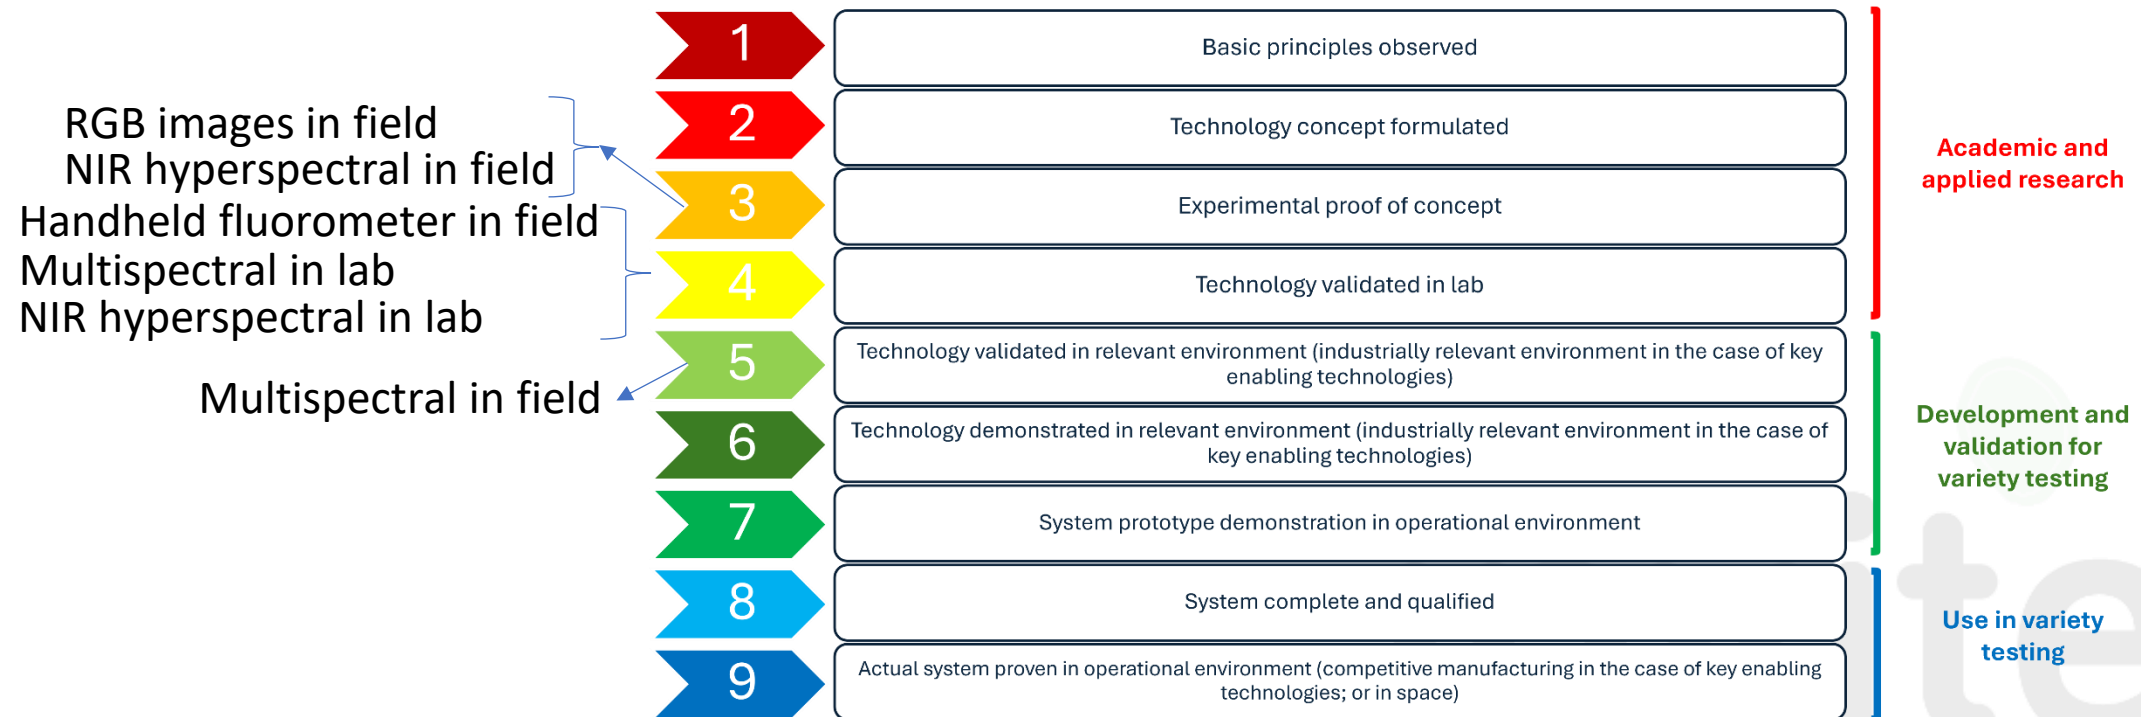 RGB images in field
NIR hyperspectral in field
Handheld fluorometer in field
Multispectral in lab
NIR hyperspectral in lab
Multispectral in field
1
Basic principles observed
2
Technology concept formulated
3
Experimental proof of concept
4
Technology validated in lab
5
Technology validated in relevant environment (industrially relevant environment in the case of key
enabling technologies)
6
Technology demonstrated in relevant environment (industrially relevant environment in the case of
key enabling technologies)
7
System prototype demonstration in operational environment
8
System complete and qualified
9
Actual system proven in operational environment (competitive manufacturing in the case of key enabling
technologies; or in space)
Academic and
applied research
Development and
validation for
variety testing
Use in variety
testing